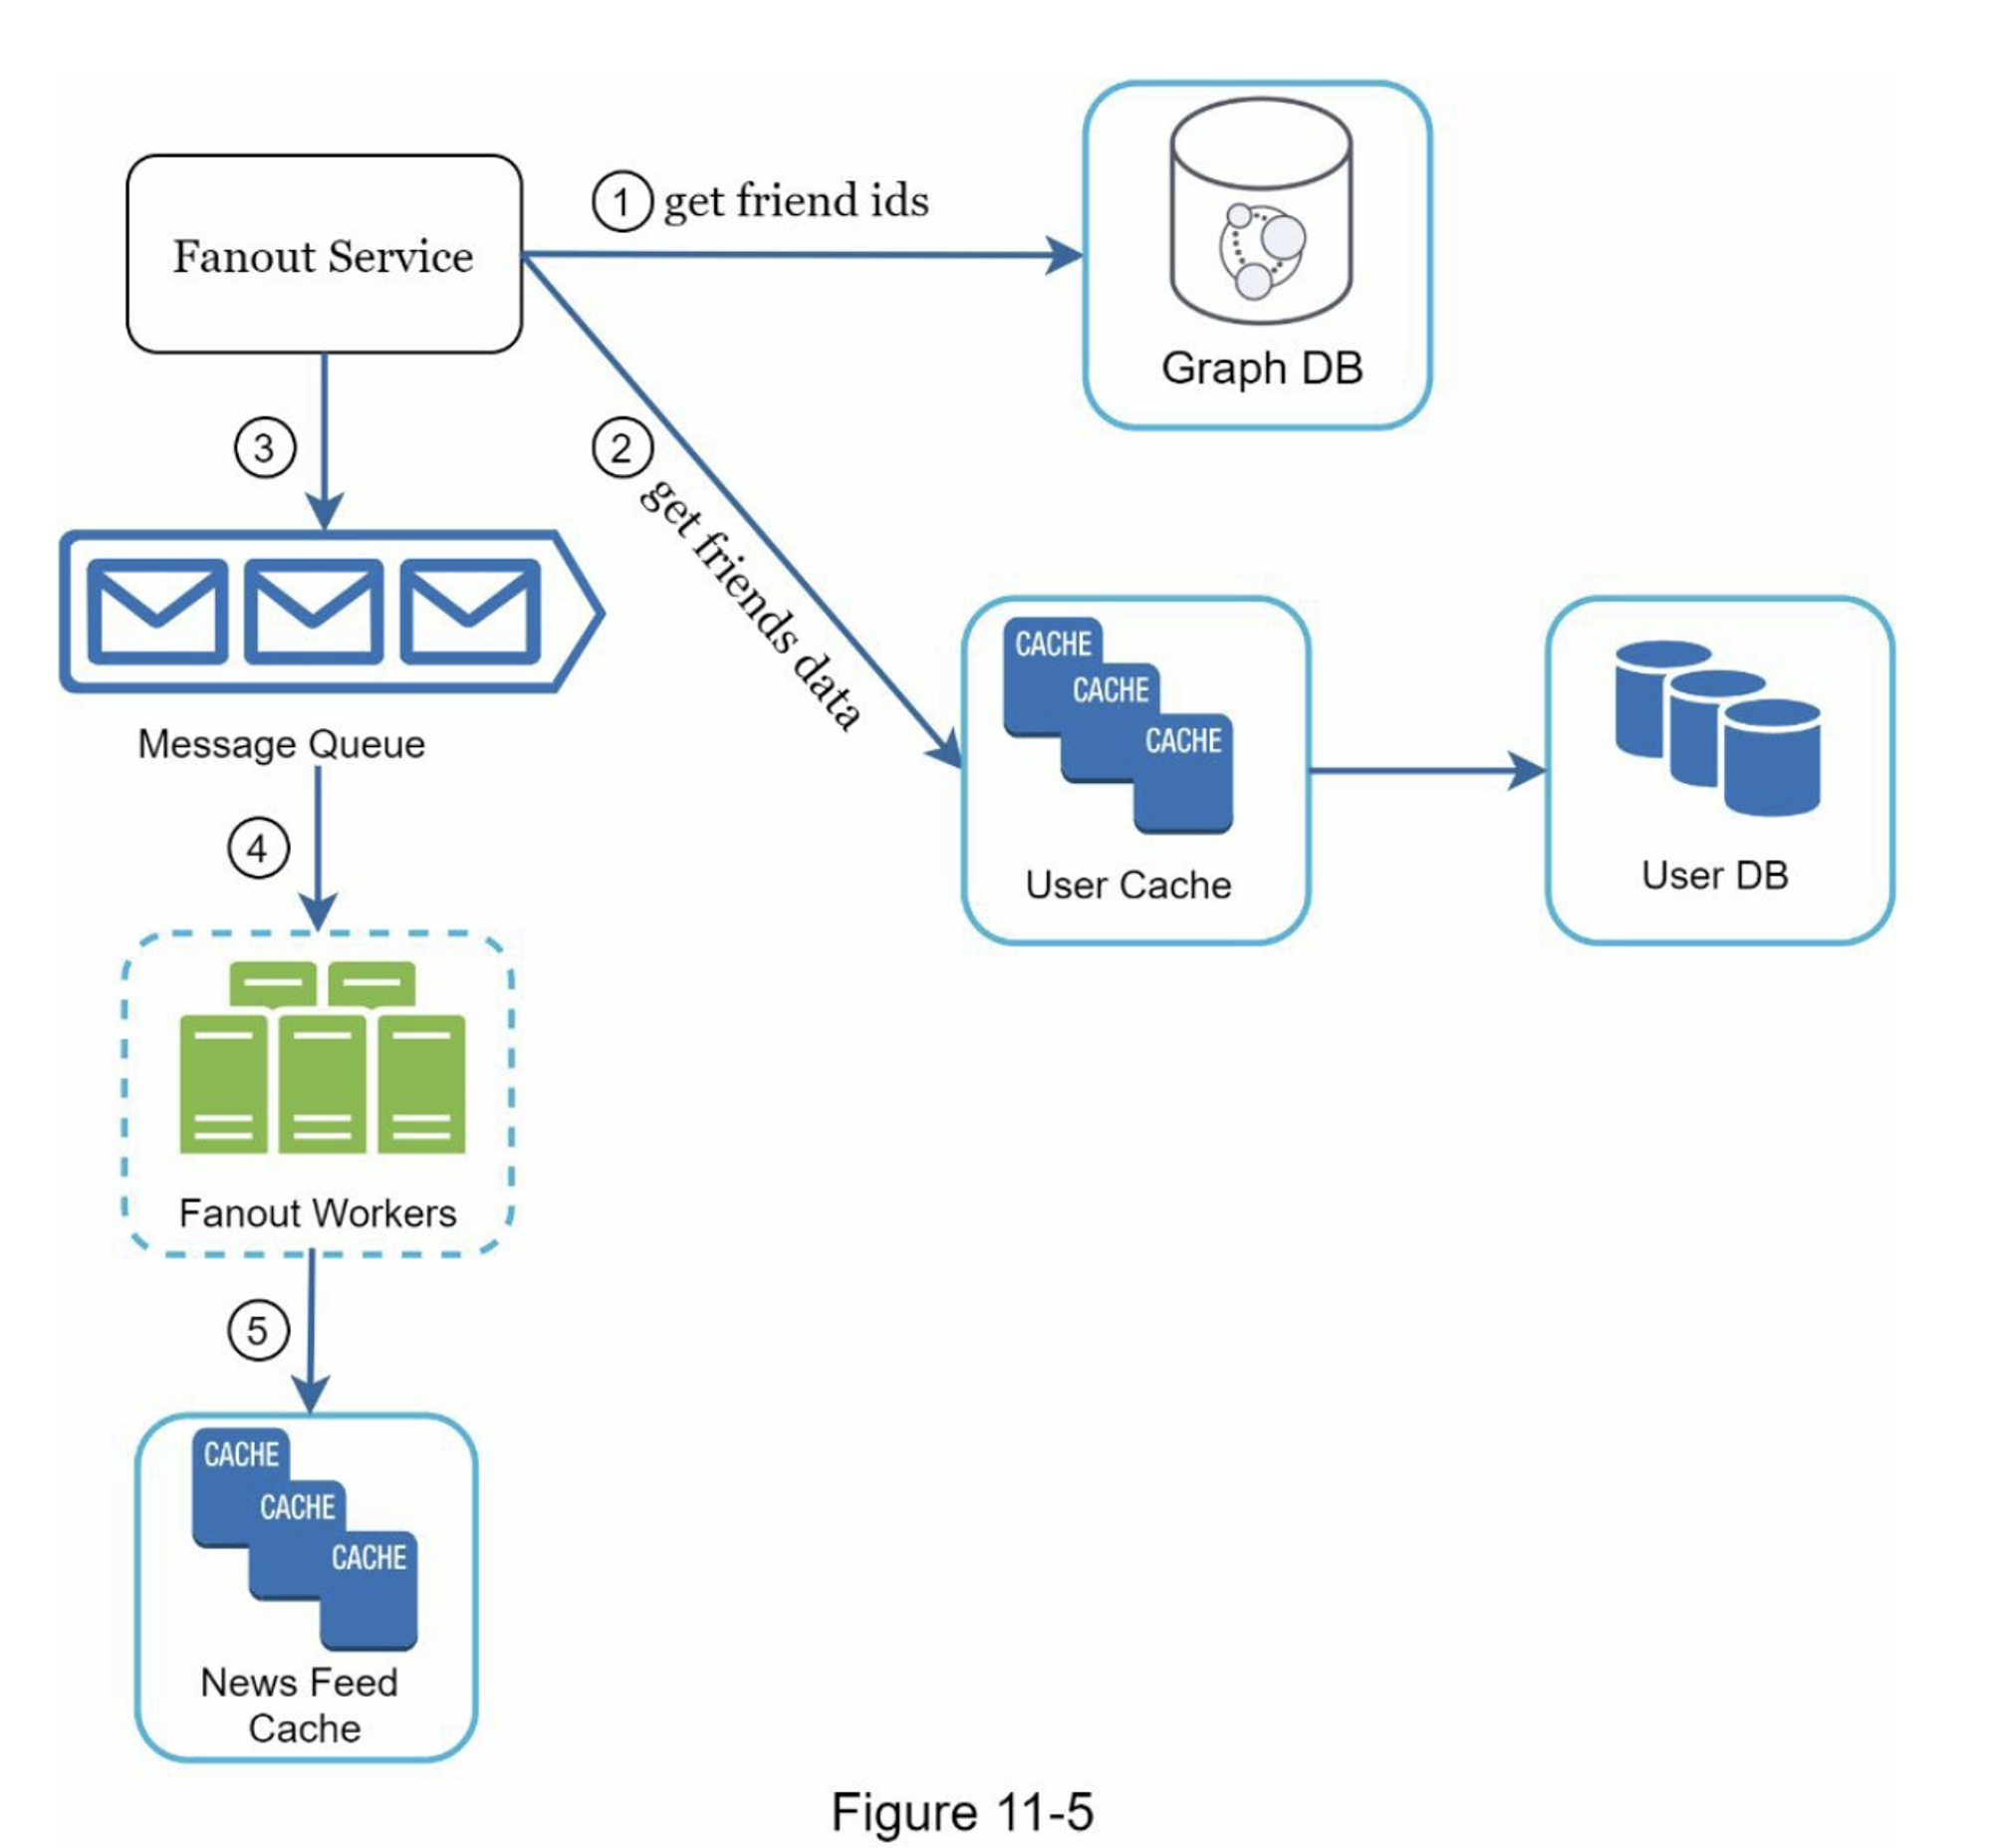 Fanout Service
1
get friend ids
Graph DB
2
get friends data
3
Message Queue
CACHE
CACHE
CACHE
User Cache
User DB
4
Fanout Workers
5
CACHE
CACHE
CACHE
News Feed
Cache
Figure 11-5